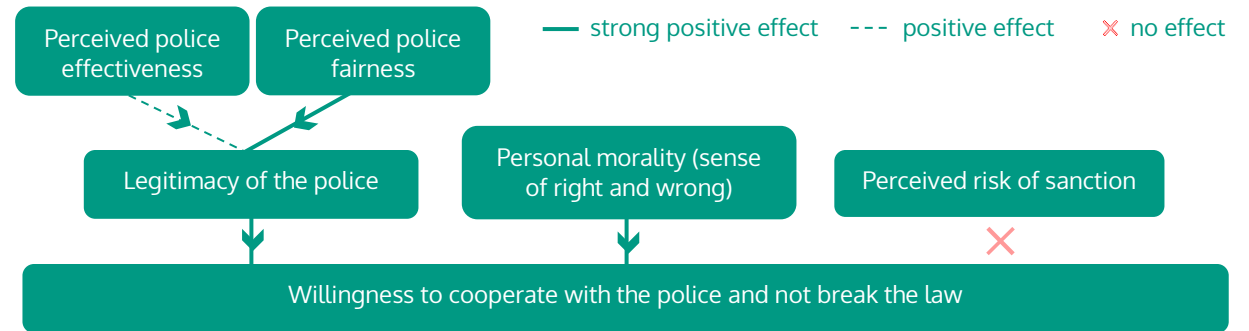 Perceived police
effectiveness
Perceived police
fairness
strong positive effect
positive effect
no effect
Legitimacy of the police
Personal morality (sense
of right and wrong)
Perceived risk of sanction
Willingness to cooperate with the police and not break the law